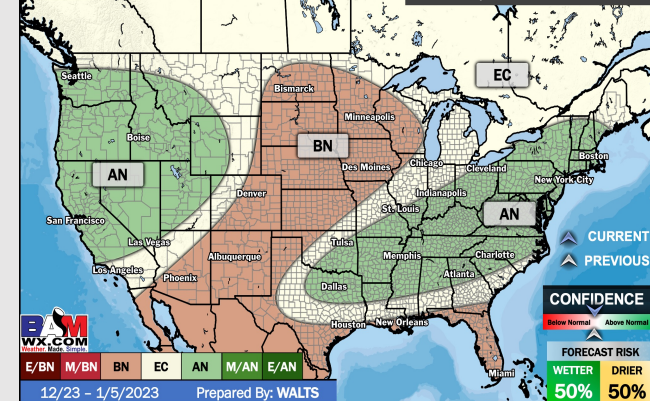 EC
Seattle
Bismarck
Minneapolis
Boise
BN
Boston
Des Moines
Chicago
Cleveland
AN
New York City
Denver
Indianapolis
St. Louis
AN
San Francisco
Las Vegas
Tulsa
CURRENT
Albuquerque
Memphis
Charlotte
PREVIOUS
Los Angeles
Phoenix
Atlanta
Dallas
CONFIDENCE
Houston
New Orleans
Below Normal
Above Normal
BAM
WX.COM
Weather. Made. Simple.
FORECAST RISK
E/BN M/BN BN EC AN M/AN E/AN
Miami
WETTER DRIER
50% 50%
12/23 – 1/5/2023 Prepared By: WALTS